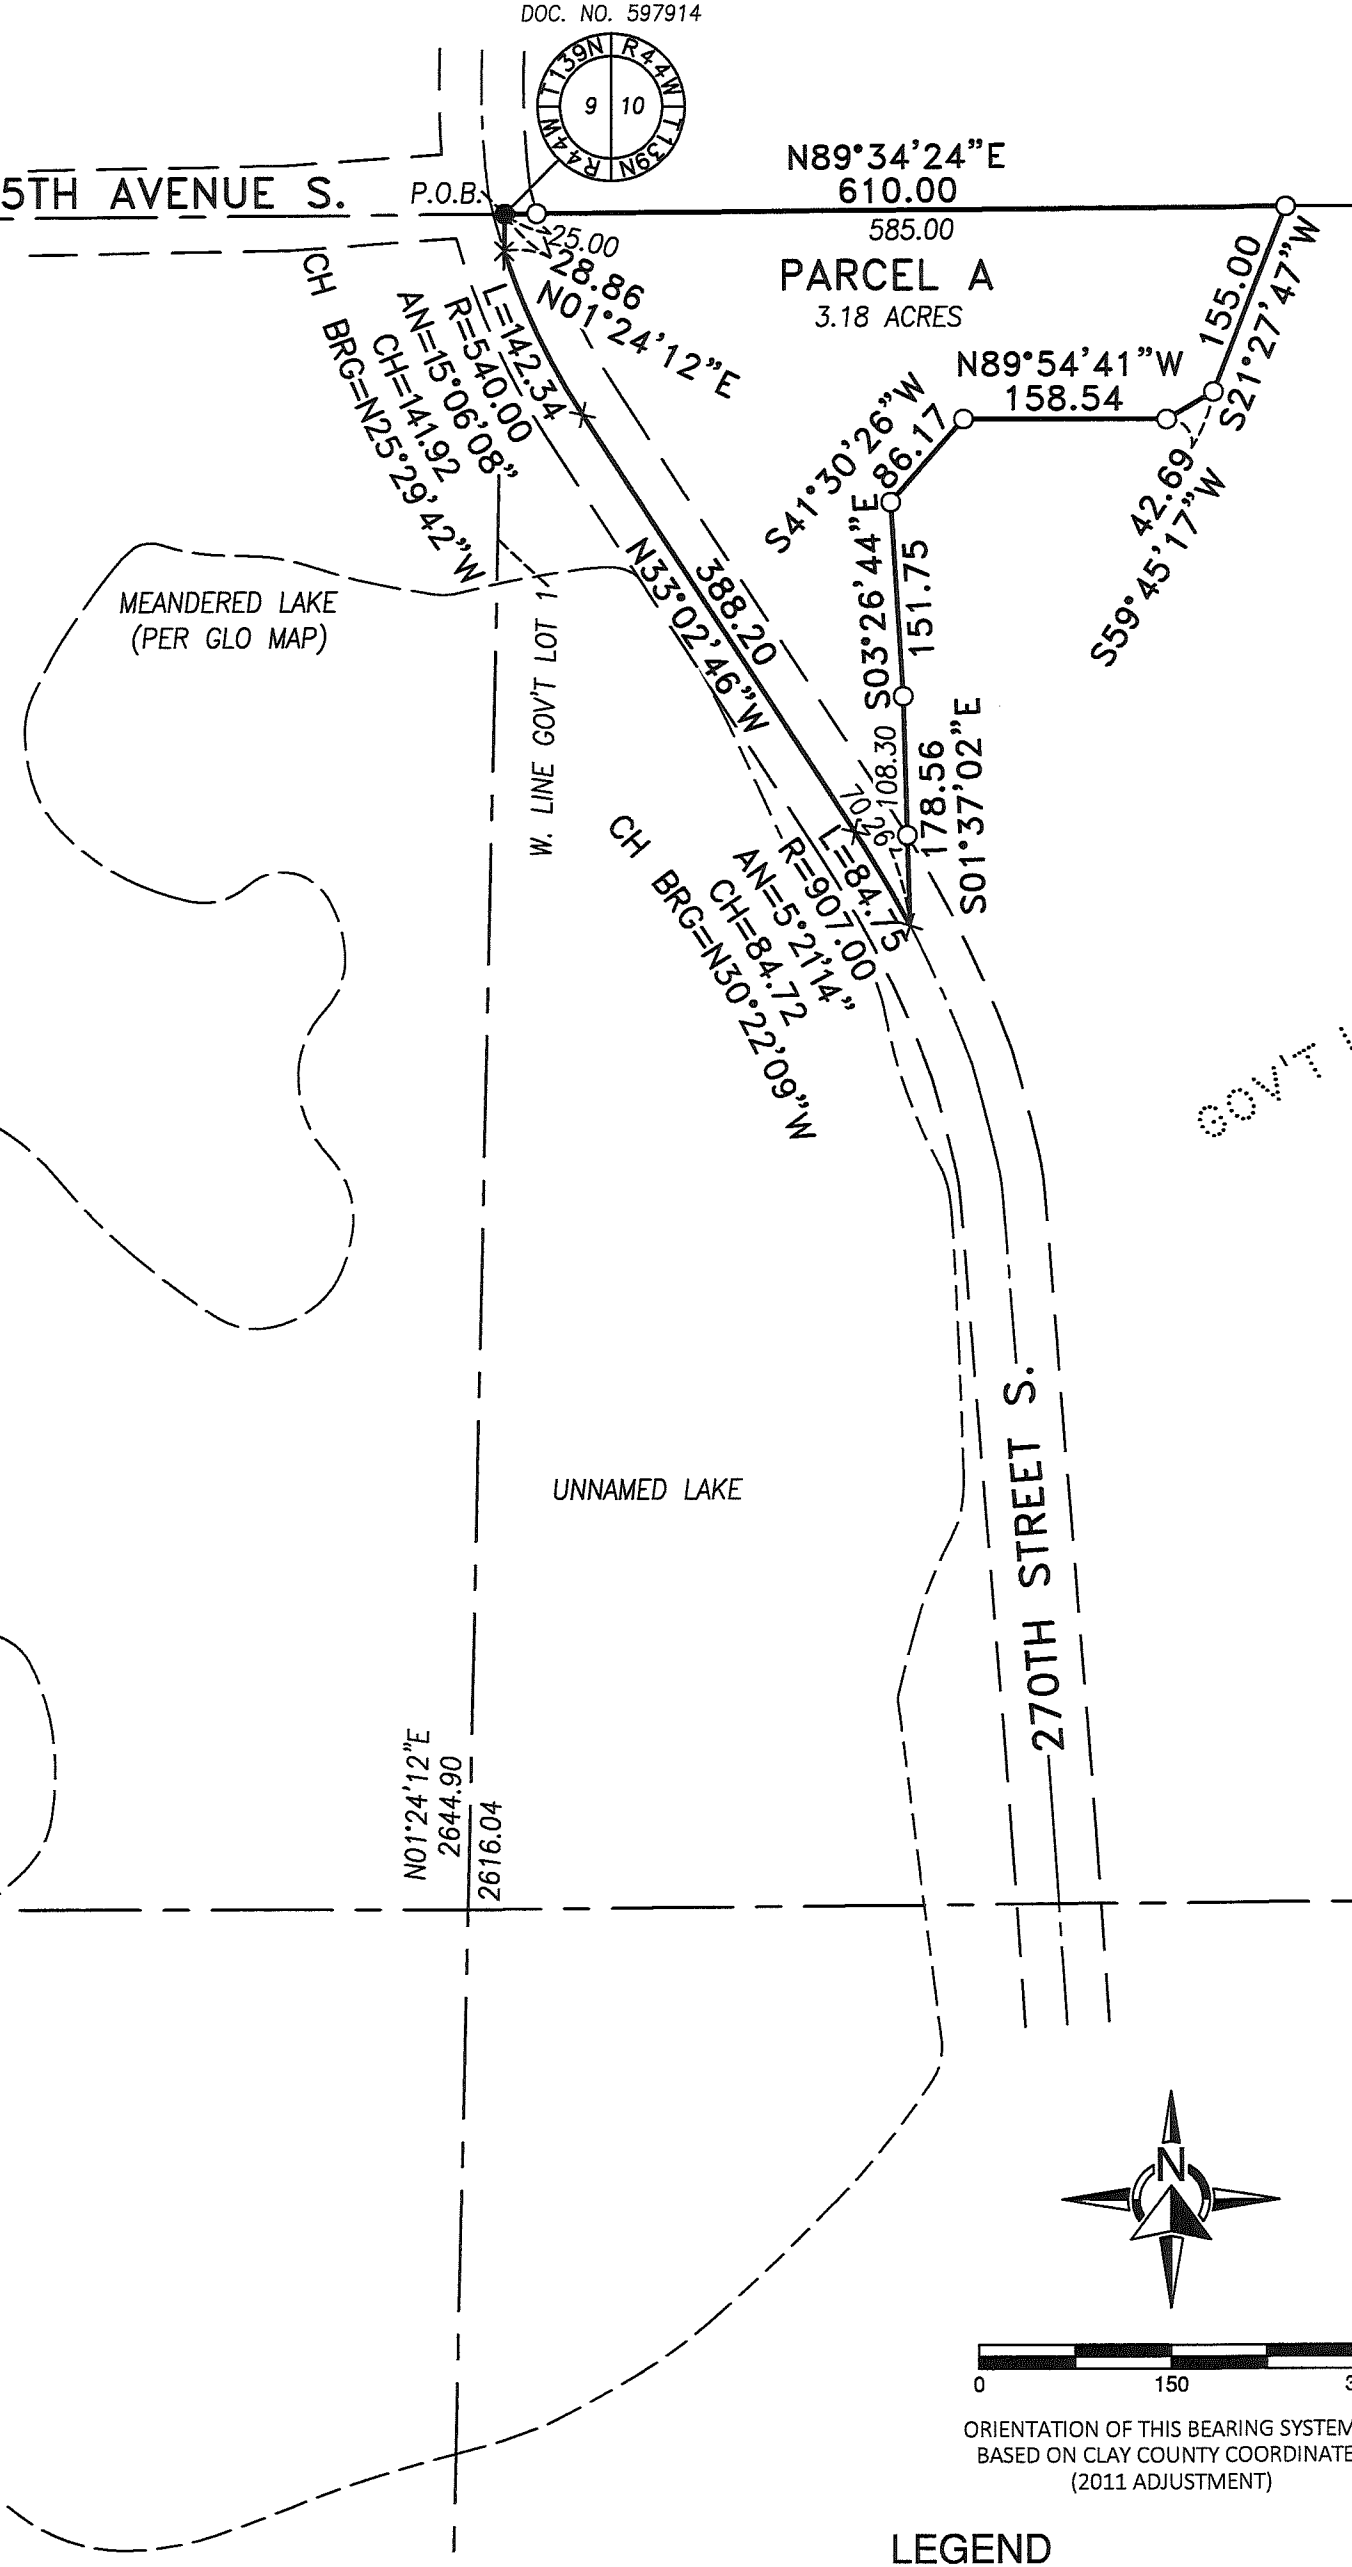 DOC. NO. 597914
T139N R44W
9 10
R44W T139N
N89°34'24"E
610.00
585.00
5TH AVENUE S.
P.O.B.
25.00
28.86
N01°24'12"E
PARCEL A
3.18 ACRES
155.00
S21°27'47"W
N89°54'41"W
158.54
42.69
S59°45'17"W
S41°30'26"W
86.17
L=142.34
R=540.00
AN=15°06'08"
CH=141.92
CH BRG=N25°29'42"W
S03°26'44"E
151.75
388.20
N33°02'46"W
MEANDERED LAKE
(PER GLO MAP)
W. LINE GOV'T LOT 1
108.30
178.56
S01°37'02"E
L=84.75
R=907.00
AN=5°21'14"
CH=84.72
CH BRG=N30°22'09"W
GOV'T
UNNAMED LAKE
270TH STREET S.
N01°24'12"E
2644.90
2616.04
N
0 150
ORIENTATION OF THIS BEARING SYSTEM
BASED ON CLAY COUNTY COORDINATE
(2011 ADJUSTMENT)
LEGEND